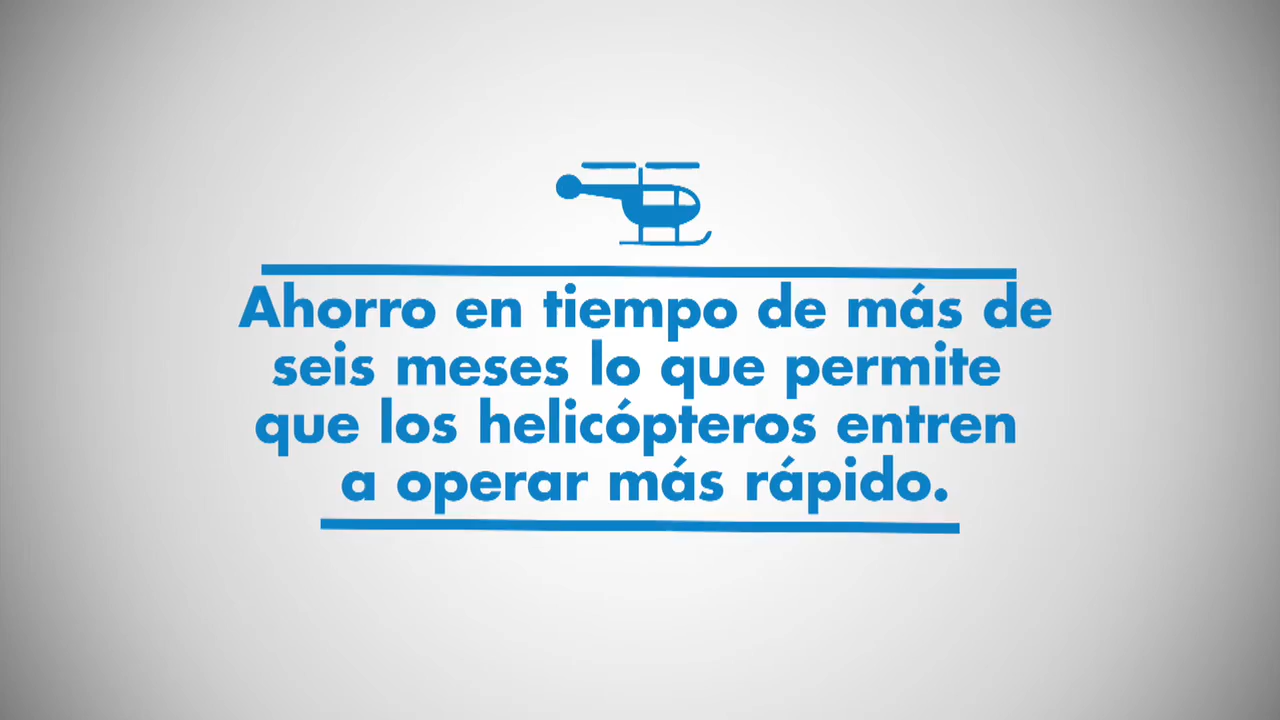 Ahorro en tiempo de más de
seis meses lo que permite
que los helicópteros entren
a operar más rápido.